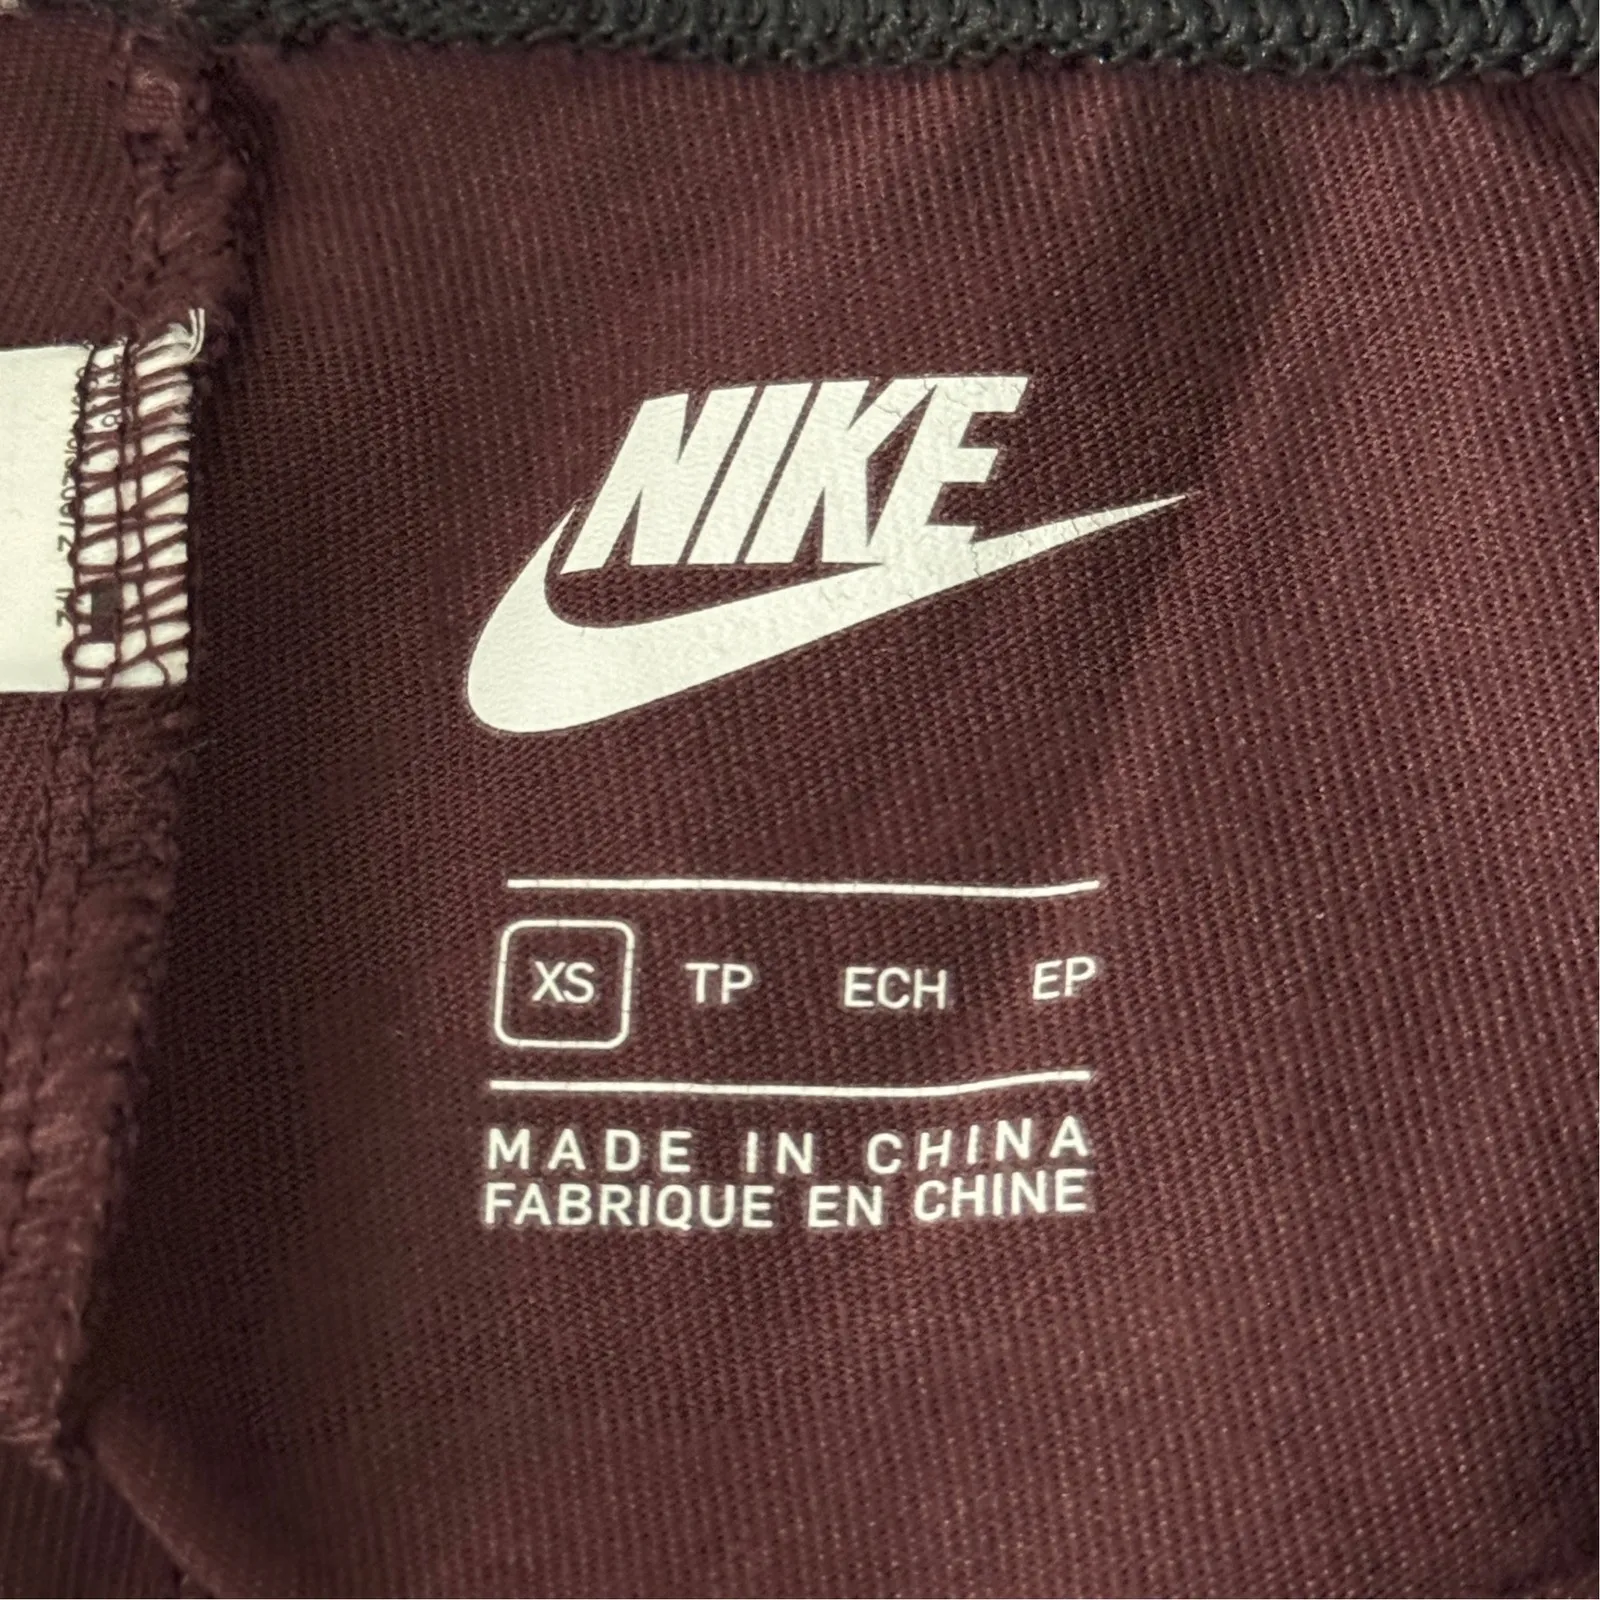 NIKE
XS TP ECH EP
MADE IN CHINA
FABRIQUE EN CHINE